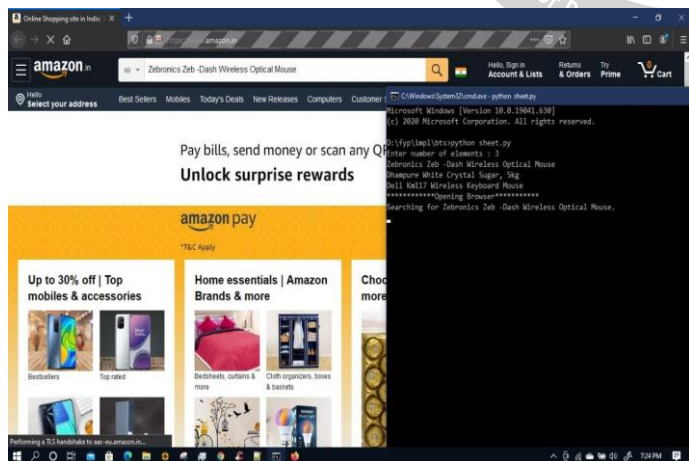 Online Shopping site in India:
amazon.in
amazon.in
All
Zebronics Zeb -Dash Wireless Optical Mouse
Hello, Sign in
Account & Lists
Returns
& Orders
Try
Prime
0
Cart
Hello
Select your address
Best Sellers
Mobiles
Today's Deals
New Releases
Computers
Customer
Pay bills, send money or scan any QR
Unlock surprise rewards
amazon pay
*T&C Apply
Up to 30% off | Top
mobiles & accessories
Bestsellers
Top rated
Home essentials | Amazon
Brands & more
Bedsheets, curtains &
more
Cloth organizers, boxes
& baskets
more
Performing a TLS handshake to aax-eu.amazon.in...
C:\Windows\System32\cmd.exe - python sheet.py
Microsoft Windows [Version 10.0.19041.630]
(c) 2020 Microsoft Corporation. All rights reserved.
D:\fyp\impl\bts>python sheet.py
Enter number of elements : 3
Zebronics Zeb -Dash Wireless Optical Mouse
Dhampure White Crystal Sugar, 5kg
Dell Km117 Wireless Keyboard Mouse
***********Opening Browser***********
Searching for Zebronics Zeb -Dash Wireless Optical Mouse.
7:24 PM